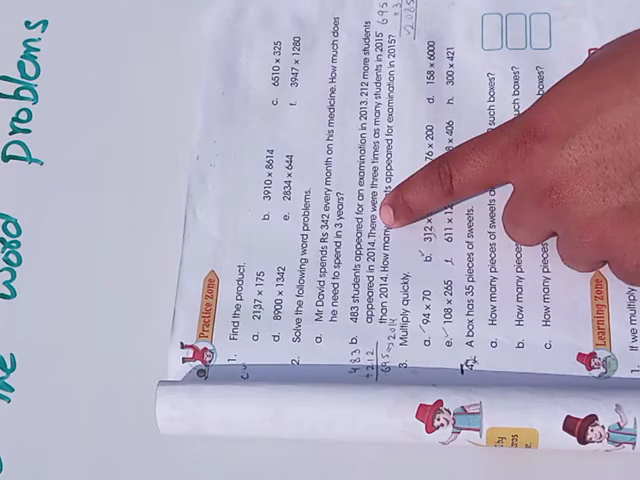 word problems
Practice Zone
1. Find the product.
a. 2137 x 175
b. 3910 x 8614
c. 6510 x 325
d. 6900 x 1342
e. 2834 x 644
f. 3947 x 1280
2. Solve the following word problems.
a. Mr David spends Rs 342 every month on his medicine. How much does
he need to spend in 3 years?
b. 483 students appeared for an examination in 2013. 212 more students
appeared in 2014. There were three times as many students in 2015
than 2014. How many appeared for examination in 2015?
483
+212
695 → 2014
695
x 3
2085
3. Multiply quickly.
a. 94 x 70
b. 312 x
76 x 200
d. 158 x 6000
e. 108 x 265
f. 611 x
x 406
h. 300 x 421
4. A box has 35 pieces of sweets.
a. How many pieces of sweets
such boxes?
b. How many pieces
such boxes?
c. How many pieces
boxes?
Learning Zone
1. If we multiply